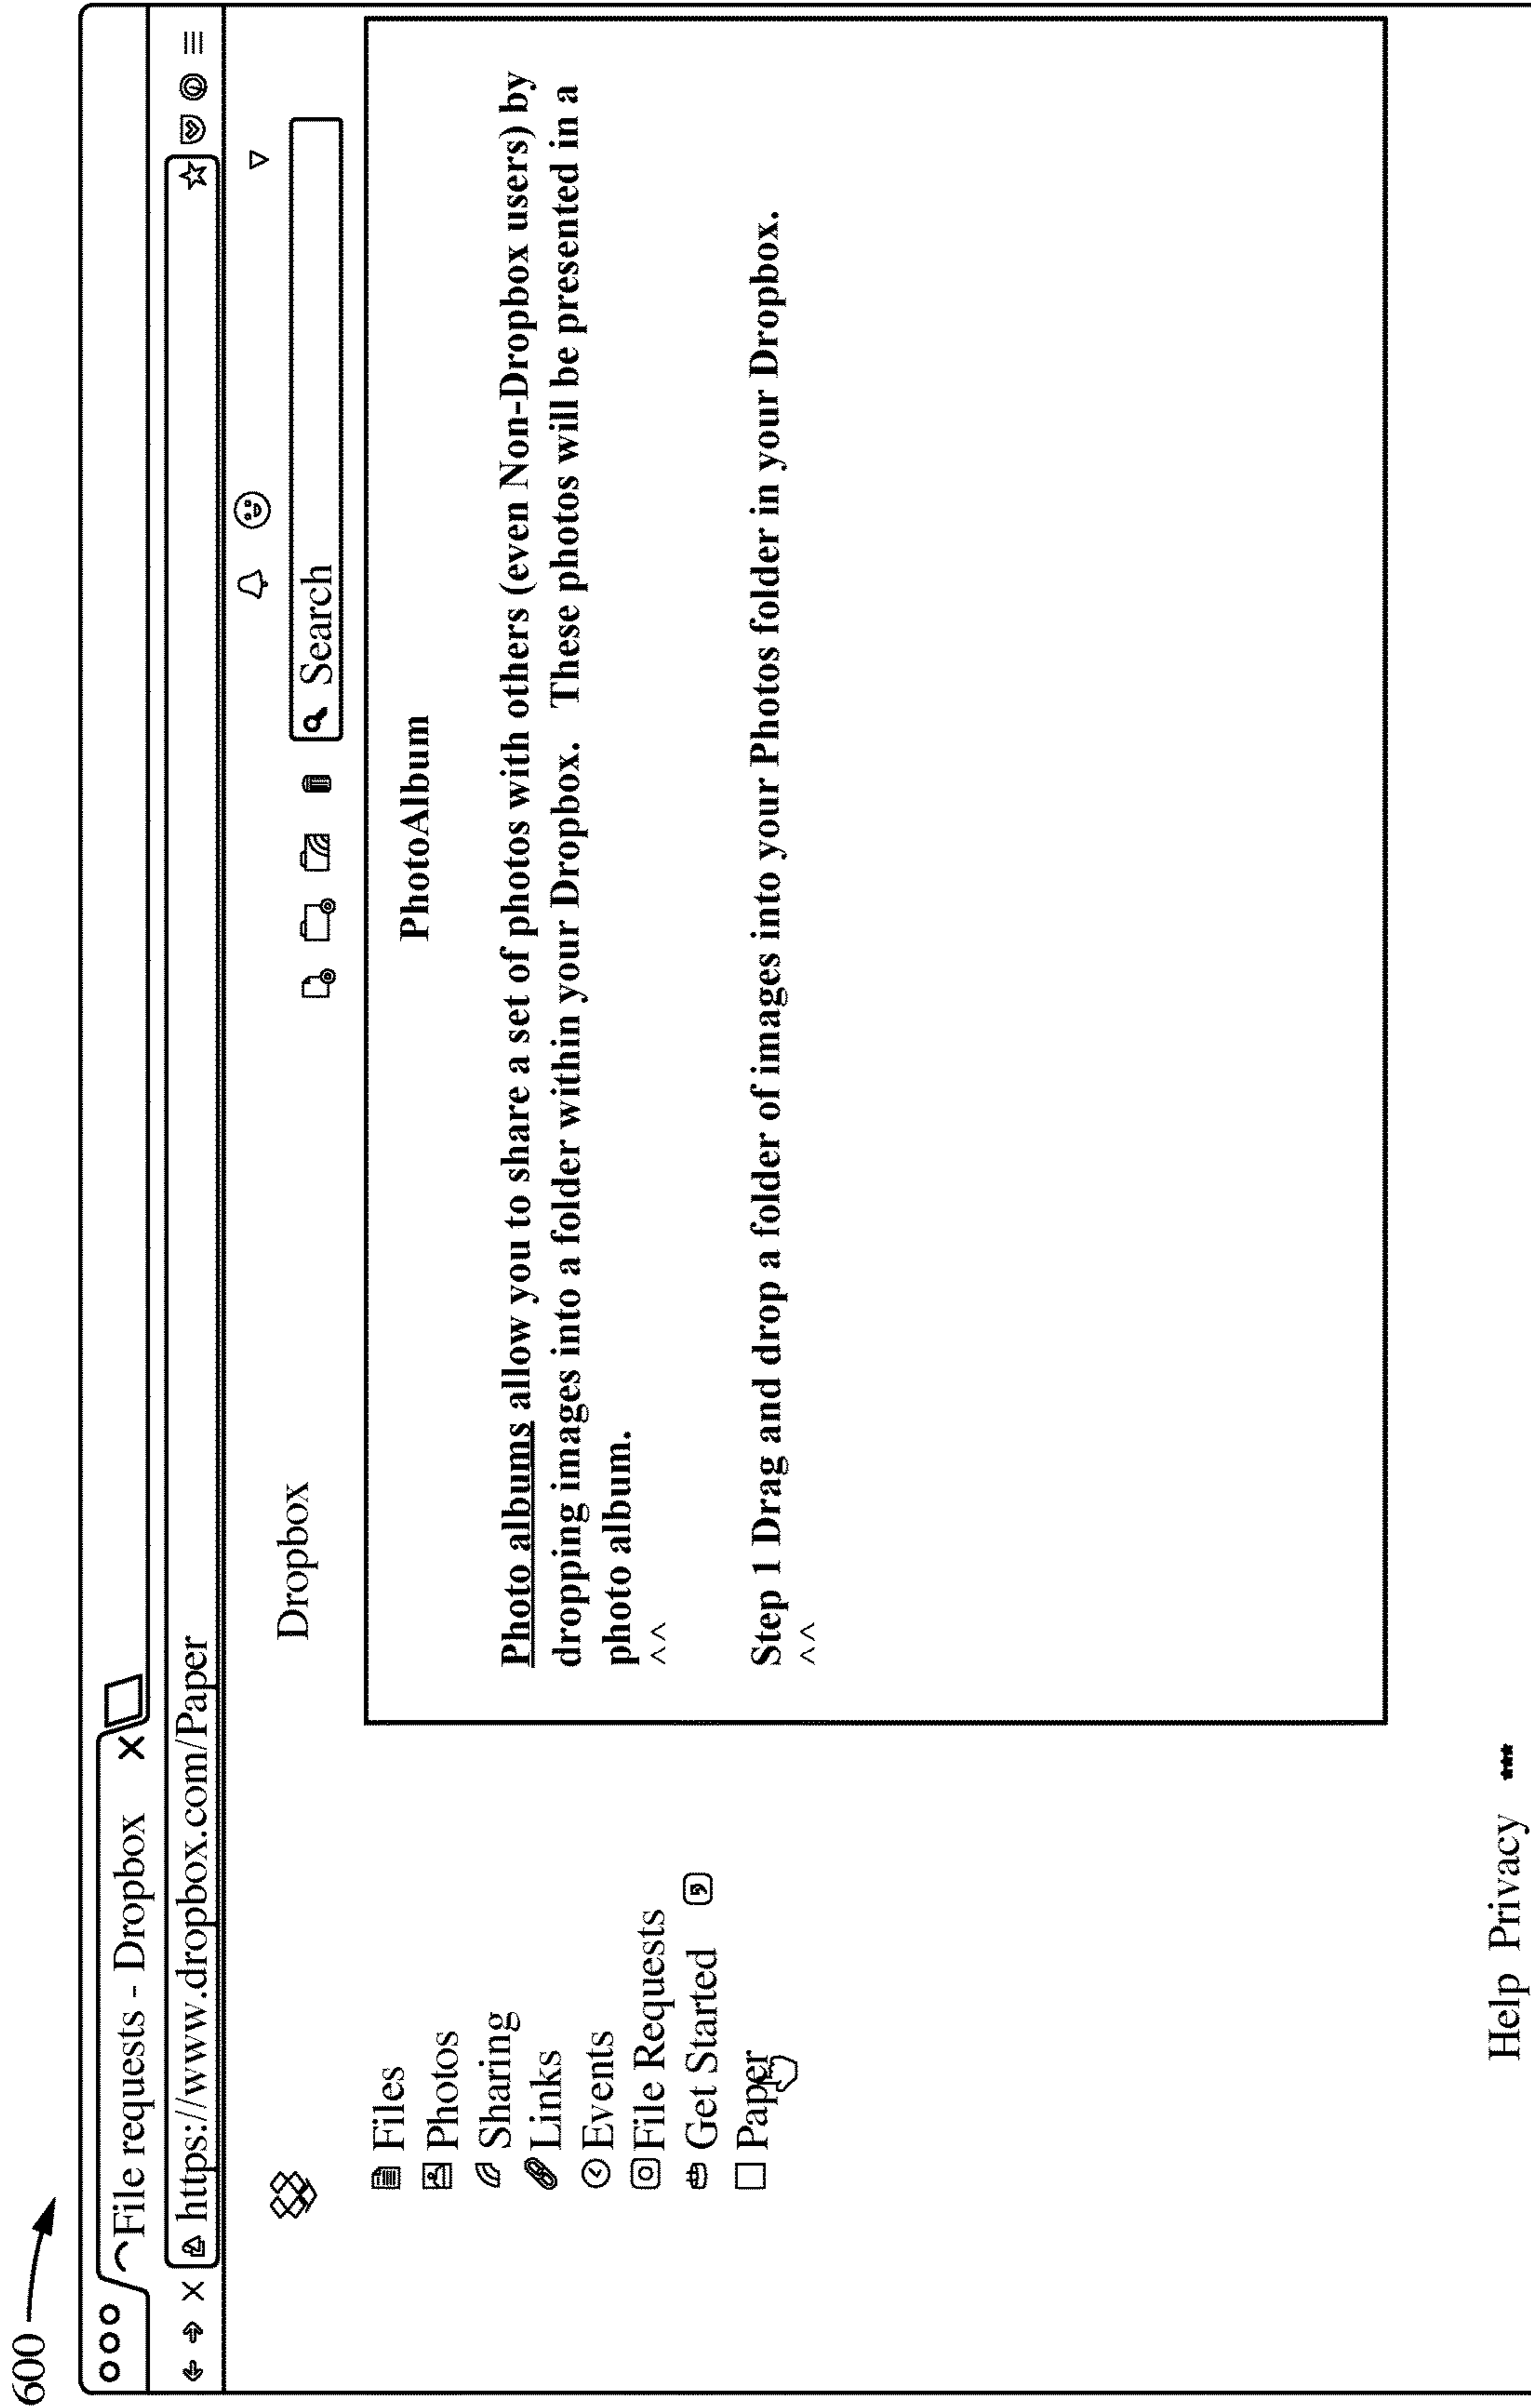 600
File requests - Dropbox X
https://www.dropbox.com/Paper
Dropbox
Search
Files
Photos
Sharing
Links
Events
File Requests
Get Started
Paper
PhotoAlbum
Photo albums allow you to share a set of photos with others (even Non-Dropbox users) by
dropping images into a folder within your Dropbox. These photos will be presented in a
photo album.
^^
Step 1 Drag and drop a folder of images into your Photos folder in your Dropbox.
^^
Help Privacy